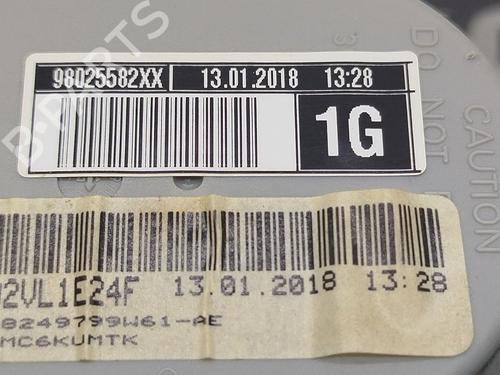 98025582XX 13.01.2018 13:28
1G
CAUTION
DO NOT
02VL1E24F 13.01.2018 13:28
8249799W61-AE
MC6KUMTK
B-PARTS